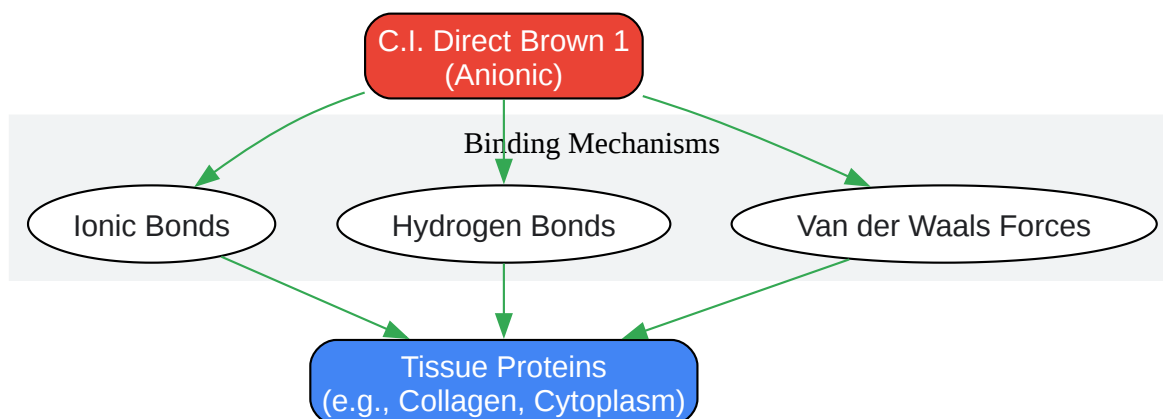 C.I. Direct Brown 1
(Anionic)
Binding Mechanisms
Ionic Bonds
Hydrogen Bonds
Van der Waals Forces
Tissue Proteins
(e.g., Collagen, Cytoplasm)